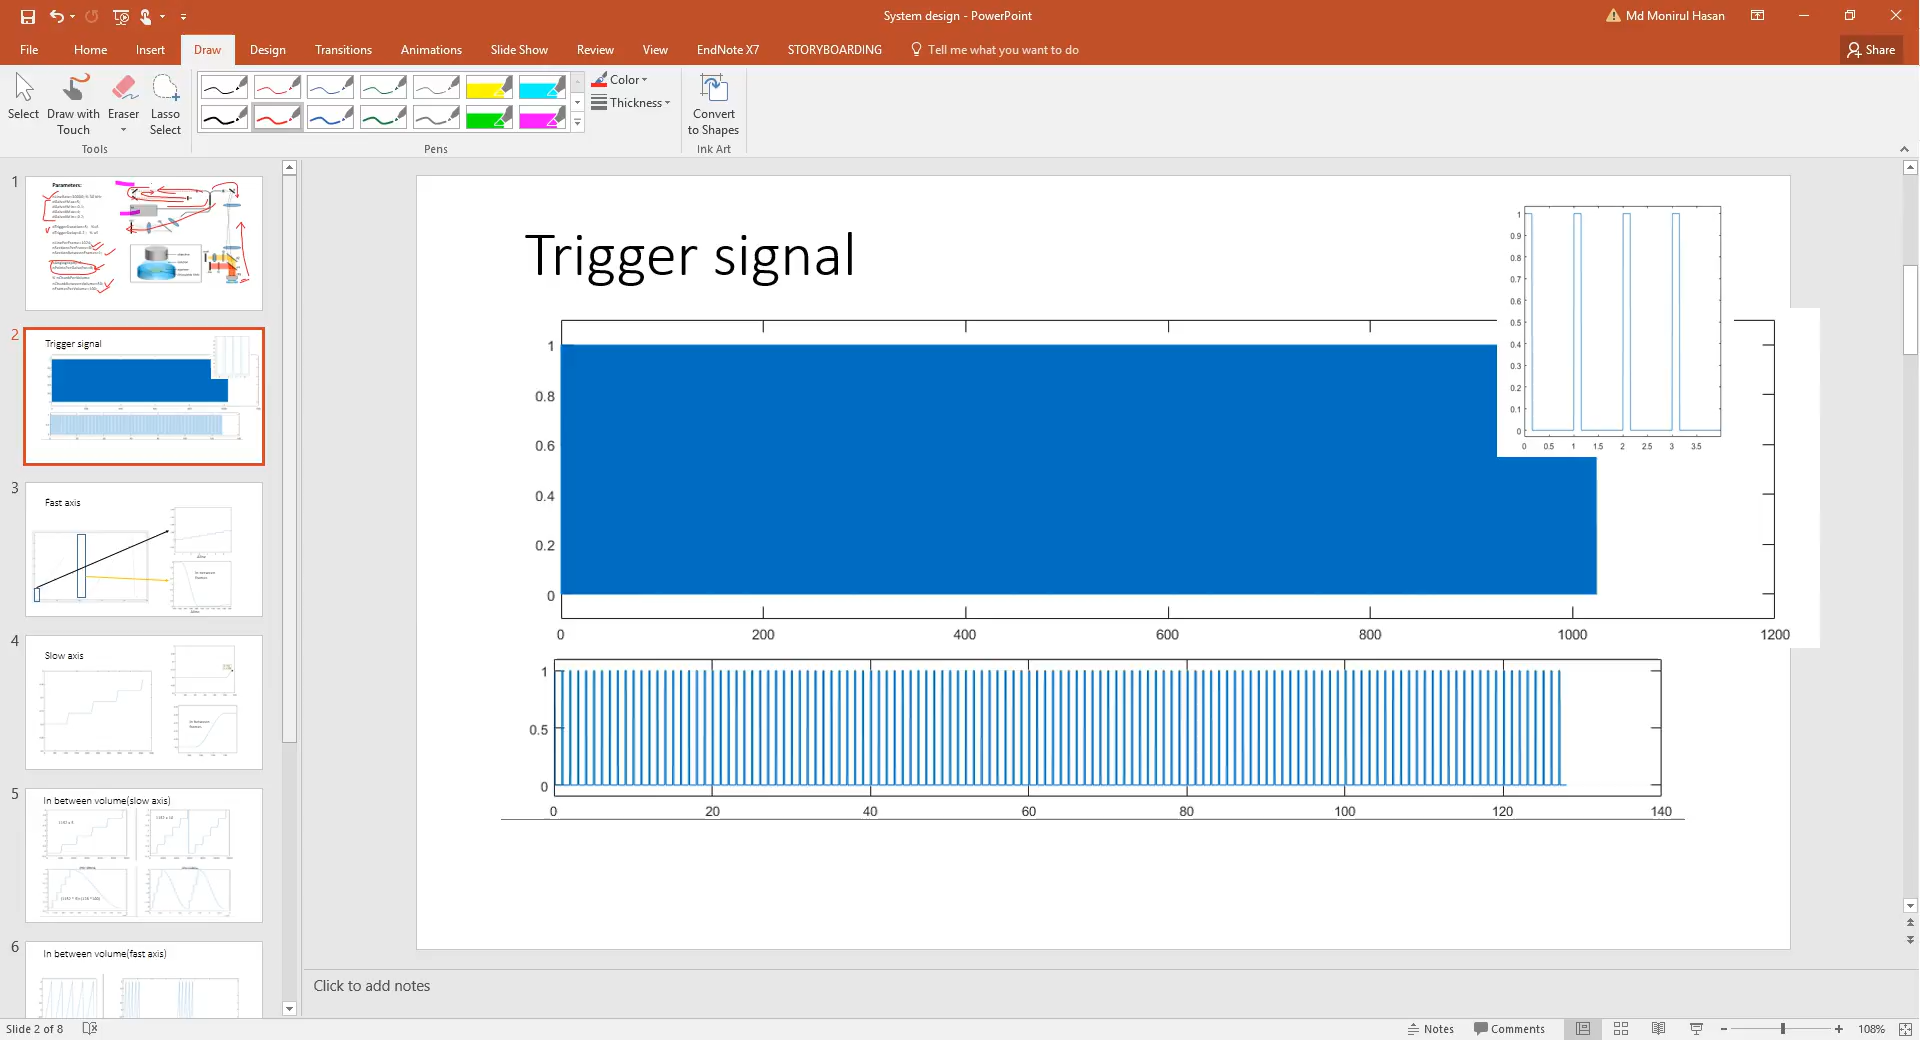 System design - PowerPoint
Md Monirul Hasan
File Home Insert Draw Design Transitions Animations Slide Show Review View EndNote X7 STORYBOARDING Tell me what you want to do Share
Select Draw with Touch Eraser Lasso Select
Color
Thickness
Convert to Shapes
Tools Pens Ink Art
1
Parameters:
2
Trigger signal
3
Fast axis
In between
4
Slow axis
In between
5
In between volume(slow axis)
6
In between volume(fast axis)
Trigger signal
1
0.8
0.6
0.4
0.2
0
0 200 400 600 800 1000 1200
1
0.9
0.8
0.7
0.6
0.5
0.4
0.3
0.2
0.1
0
0 0.5 1 1.5 2 2.5 3 3.5
1
0.5
0
0 20 40 60 80 100 120 140
Click to add notes
Slide 2 of 8 Notes Comments 108%